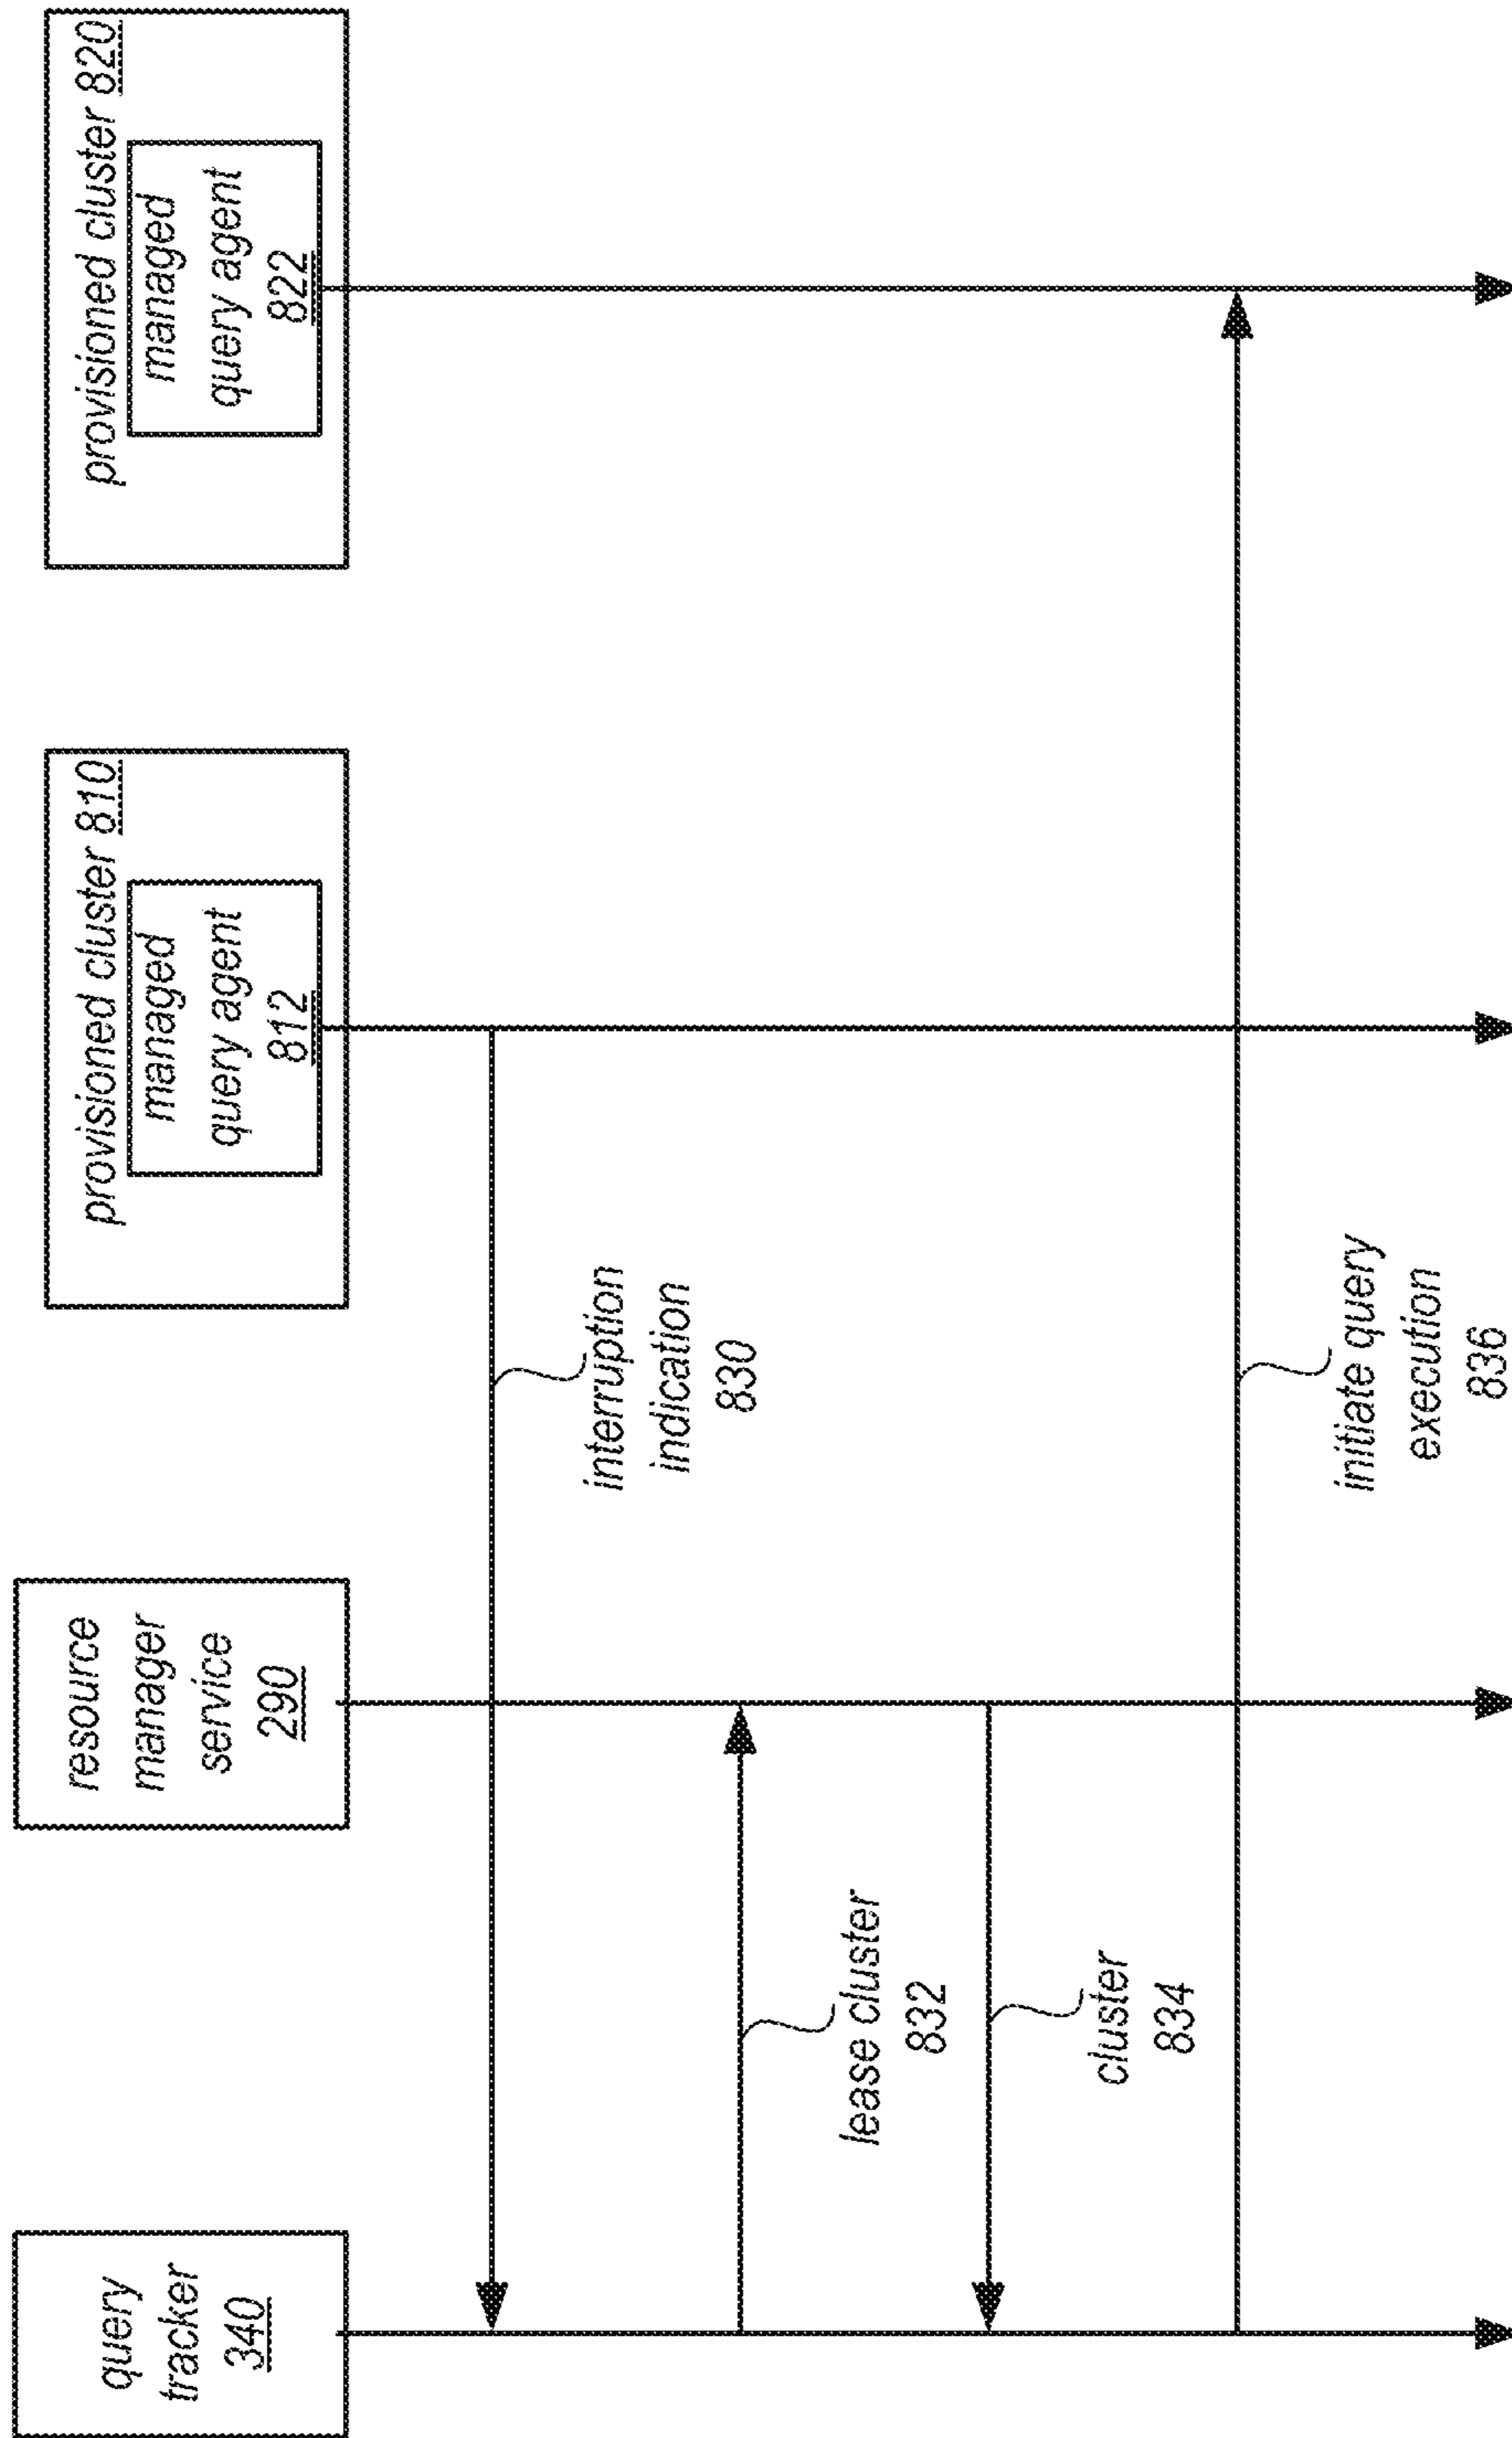 query
tracker
340
resource
manager
service
290
provisioned cluster 810
managed
query agent
812
provisioned cluster 820
managed
query agent
822
interruption
indication
830
lease cluster
832
cluster
834
initiate query
execution
836